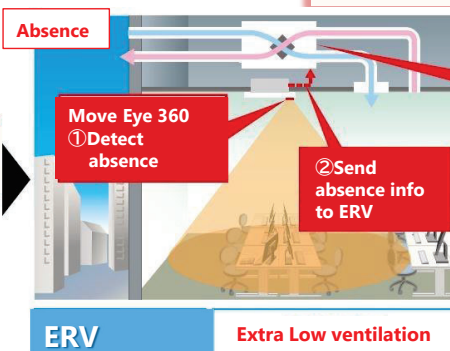 Absence
Move Eye 360
①Detect
absence
②Send
absence info
to ERV
ERV
Extra Low ventilation